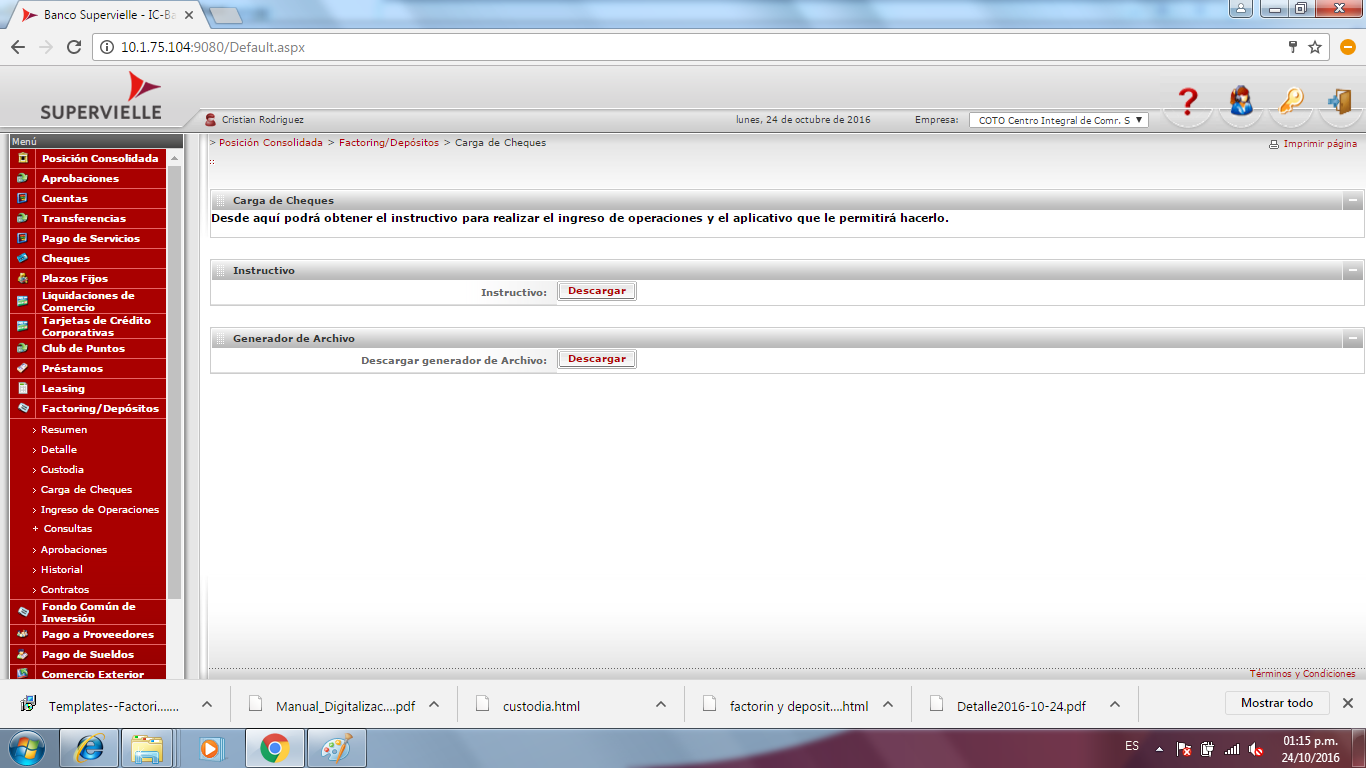 Banco Supervielle - IC-Ba
10.1.75.104:9080/Default.aspx
SUPERVIELLE
Cristian Rodriguez
lunes, 24 de octubre de 2016
Empresa:
COTO Centro Integral de Comr. S
Menú
Posición Consolidada
Aprobaciones
Cuentas
Transferencias
Pago de Servicios
Cheques
Plazos Fijos
Liquidaciones de
Comercio
Tarjetas de Crédito
Corporativas
Club de Puntos
Préstamos
Leasing
Factoring/Depósitos
> Resumen
> Detalle
> Custodia
> Carga de Cheques
> Ingreso de Operaciones
+ Consultas
> Aprobaciones
> Historial
> Contratos
Fondo Común de
Inversión
Pago a Proveedores
Pago de Sueldos
Comercio Exterior
> Posición Consolidada > Factoring/Depósitos > Carga de Cheques
Imprimir página
::
Carga de Cheques
Desde aquí podrá obtener el instructivo para realizar el ingreso de operaciones y el aplicativo que le permitirá hacerlo.
Instructivo
Instructivo: Descargar
Generador de Archivo
Descargar generador de Archivo: Descargar
Términos y Condiciones
Templates--Factori.......
Manual_Digitalizac....pdf
custodia.html
factorin y deposit....html
Detalle2016-10-24.pdf
Mostrar todo
ES
01:15 p.m.
24/10/2016